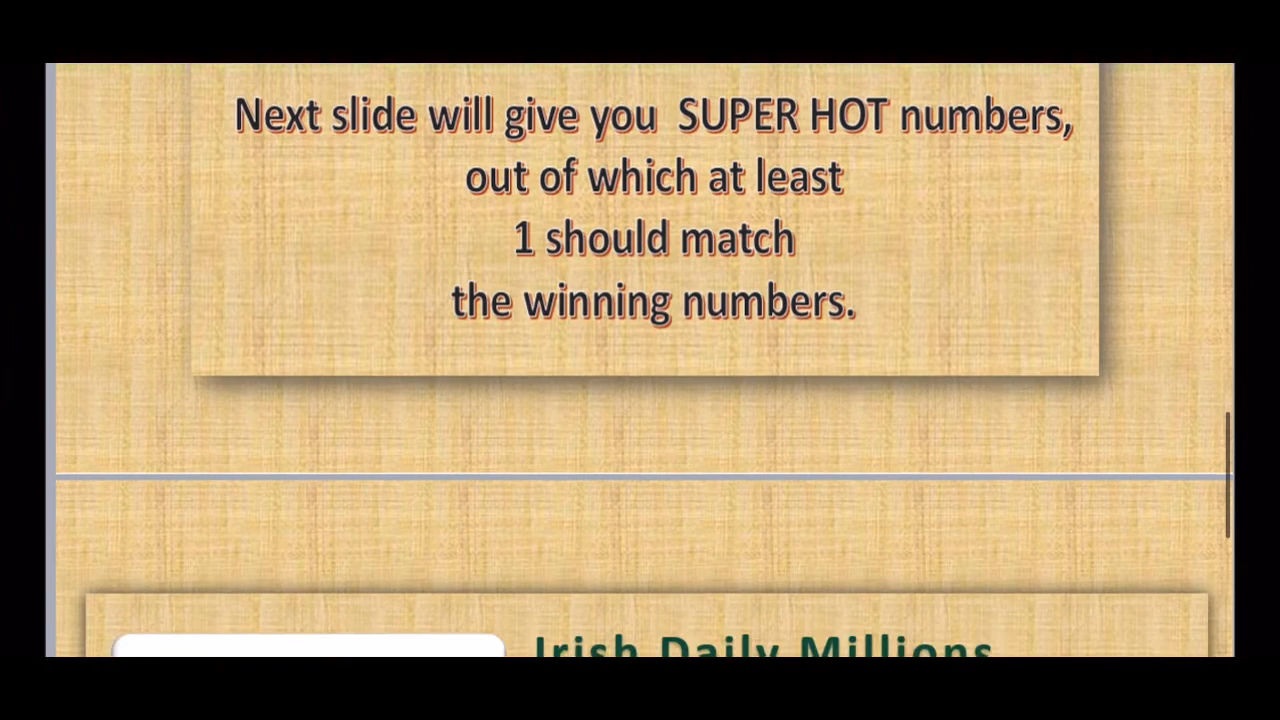 Next slide will give you SUPER HOT numbers,
out of which at least
1 should match
the winning numbers.
Irish Daily Millions